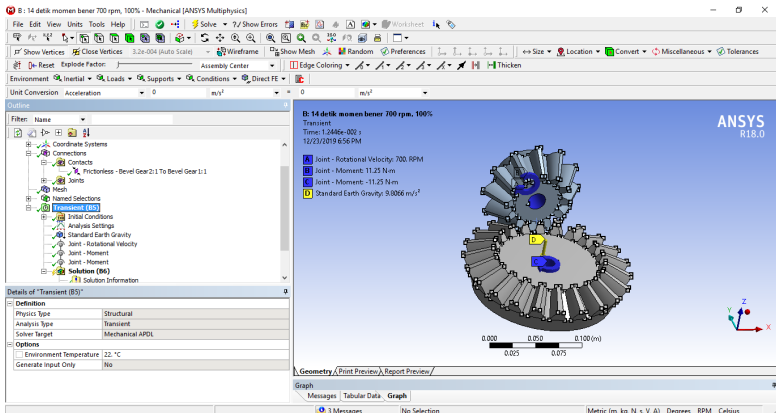 B : 14 detik momen bener 700 rpm, 100% - Mechanical [ANSYS Multiphysics]
File Edit View Units Tools Help Solve ?/ Show Errors Worksheet
Show Vertices Close Vertices 3.2e-004 (Auto Scale) Wireframe Show Mesh Random Preferences Size Location Convert Miscellaneous Tolerances
Reset Explode Factor: Assembly Center Edge Coloring Thicken
Environment Inertial Loads Supports Conditions Direct FE
Unit Conversion Acceleration 0 m/s² = 0 m/s²
Outline
Filter: Name
Coordinate Systems
Connections
Contacts
Frictionless - Bevel Gear2:1 To Bevel Gear1:1
Joints
Mesh
Named Selections
Transient (B5)
Initial Conditions
Analysis Settings
Standard Earth Gravity
Joint - Rotational Velocity
Joint - Moment
Joint - Moment
Solution (B6)
Solution Information
Details of "Transient (B5)"
Definition
Physics Type Structural
Analysis Type Transient
Solver Target Mechanical APDL
Options
Environment Temperature 22. °C
Generate Input Only No
B: 14 detik momen bener 700 rpm, 100%
Transient
Time: 1.2446e-002 s
12/23/2019 6:56 PM
A Joint - Rotational Velocity: 700. RPM
B Joint - Moment: 11.25 N·m
C Joint - Moment: -11.25 N·m
D Standard Earth Gravity: 9.8066 m/s²
ANSYS
R18.0
D
C
0.000 0.050 0.100 (m)
0.025 0.075
Z
Y
X
Geometry Print Preview Report Preview
Graph
Messages Tabular Data Graph
3 Messages No Selection Metric (m, kg, N, s, V, A) Degrees RPM Celsius